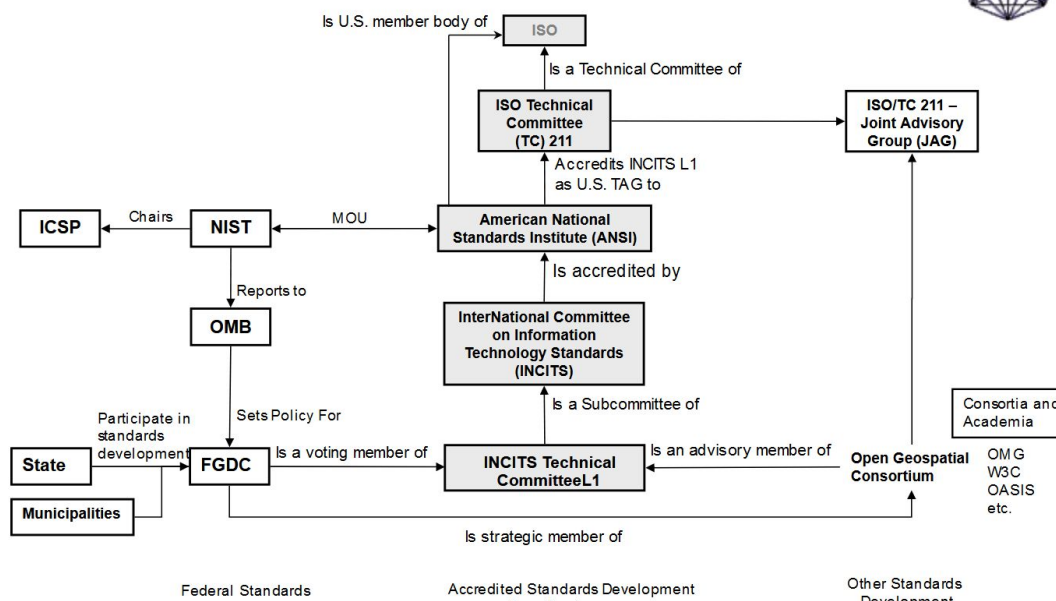 Is U.S. member body of
ISO
Is a Technical Committee of
ISO Technical
Committee
(TC) 211
ISO/TC 211 –
Joint Advisory
Group (JAG)
Accredits INCITS L1
as U.S. TAG to
ICSP
Chairs
NIST
MOU
American National
Standards Institute (ANSI)
Is accredited by
Reports to
OMB
InterNational Committee
on Information
Technology Standards
(INCITS)
Sets Policy For
Is a Subcommittee of
Consortia and
Academia
Participate in
standards
development
State
FGDC
Is a voting member of
INCITS Technical
CommitteeL1
Is an advisory member of
Open Geospatial
Consortium
OMG
W3C
OASIS
etc.
Municipalities
Is strategic member of
Federal Standards
Accredited Standards Development
Other Standards
Development